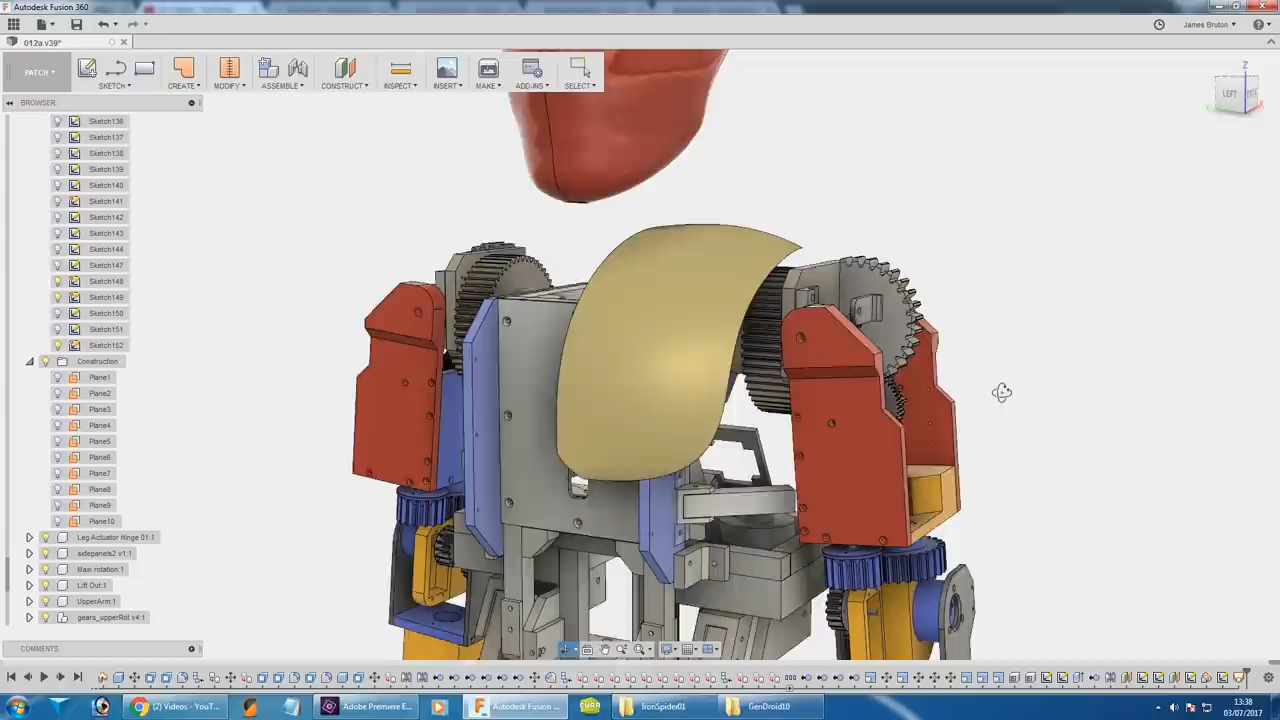 Autodesk Fusion 360
James Bruton
012a v39*
PATCH
SKETCH
CREATE
MODIFY
ASSEMBLE
CONSTRUCT
INSPECT
INSERT
MAKE
ADD-INS
SELECT
Z
LEFT
X
Y
BROWSER
Sketch136
Sketch137
Sketch138
Sketch139
Sketch140
Sketch141
Sketch142
Sketch143
Sketch144
Sketch147
Sketch148
Sketch149
Sketch150
Sketch151
Sketch152
Construction
Plane1
Plane2
Plane3
Plane4
Plane5
Plane6
Plane7
Plane8
Plane9
Plane10
Leg Actuator Hinge 01:1
sidepanels2 v1:1
Main rotation:1
Lift Out:1
UpperArm:1
gears_upperRot v4:1
COMMENTS
(2) Videos - YouT...
Adobe Premiere E...
Autodesk Fusion ...
CURA
IronSpider01
GenDroid10
13:38
03/07/2017